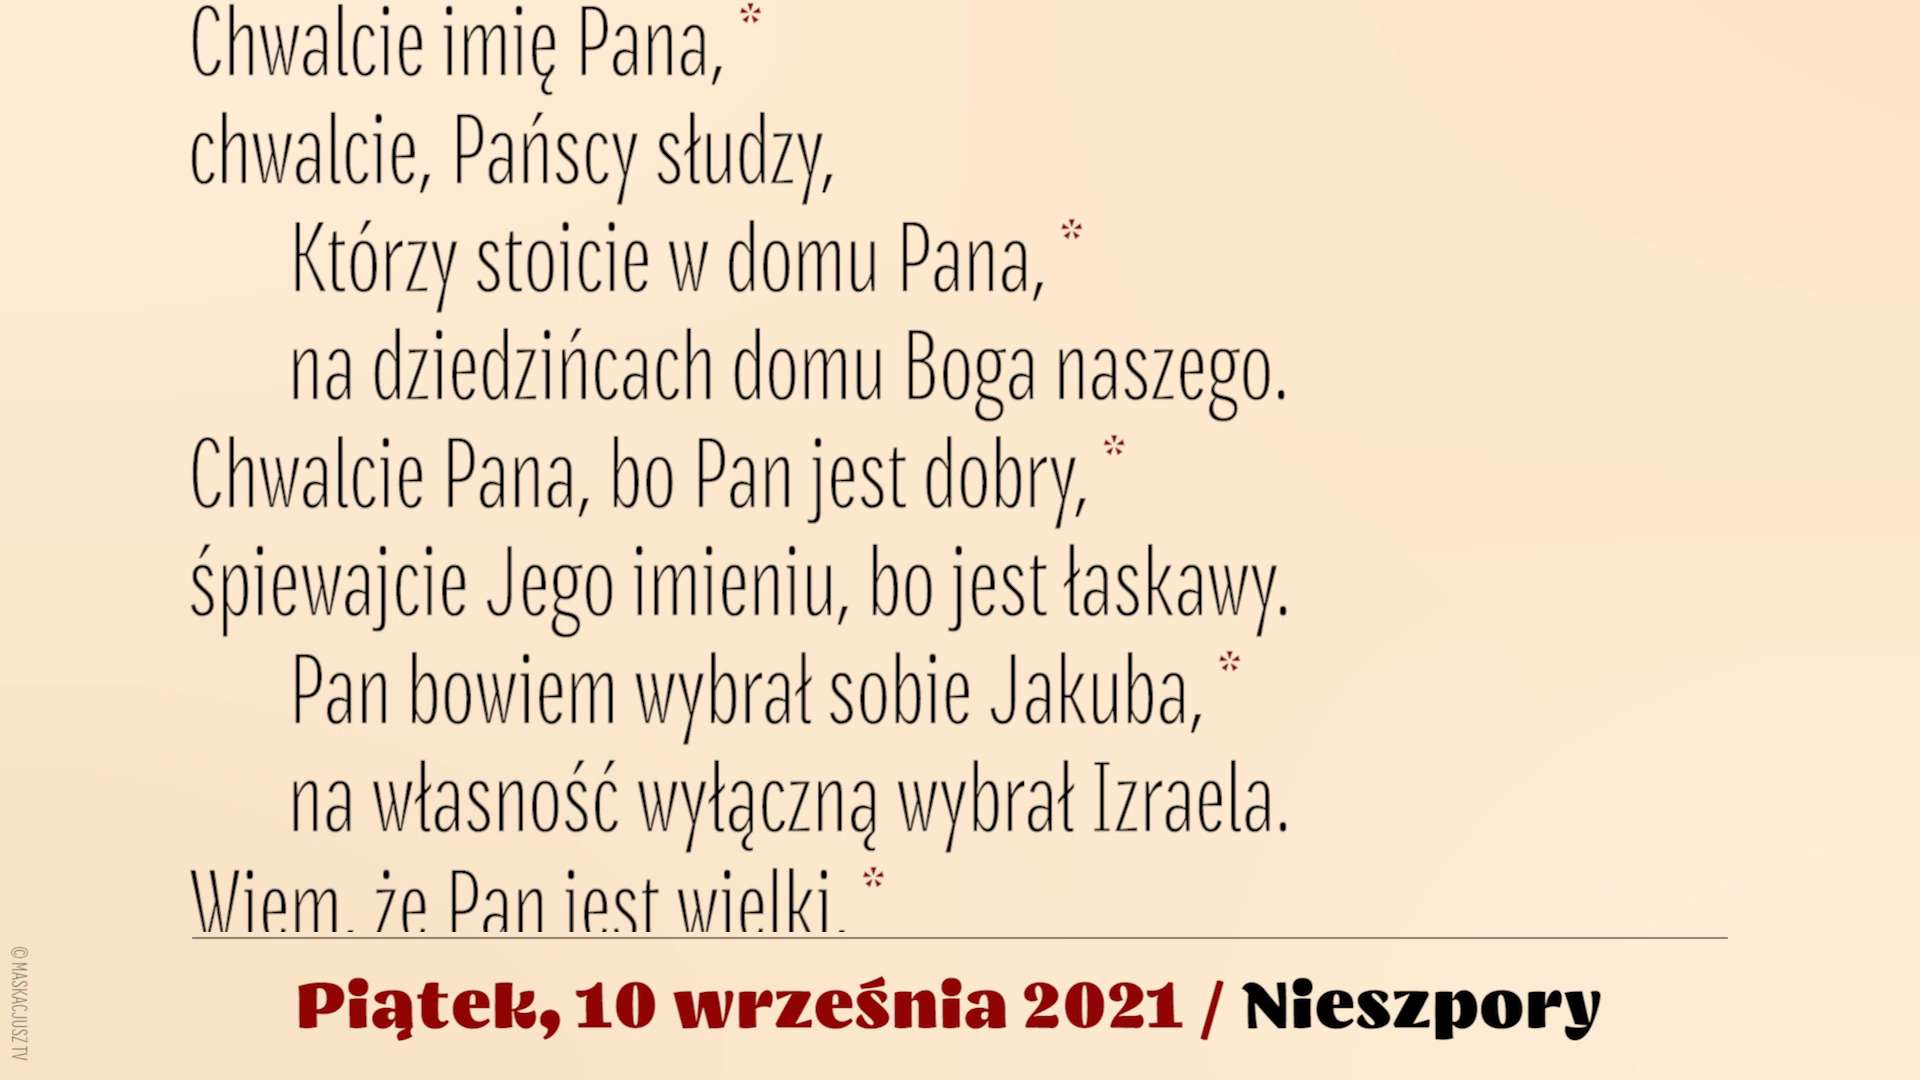 Chwalcie imię Pana, *
chwalcie, Pańscy słudzy,
Którzy stoicie w domu Pana, *
na dziedzińcach domu Boga naszego.
Chwalcie Pana, bo Pan jest dobry, *
śpiewajcie Jego imieniu, bo jest łaskawy.
Pan bowiem wybrał sobie Jakuba, *
na własność wyłączną wybrał Izraela.
Wiem, że Pan jest wielki, *
Piątek, 10 września 2021 / Nieszpory
© MASKACJUSZ TV